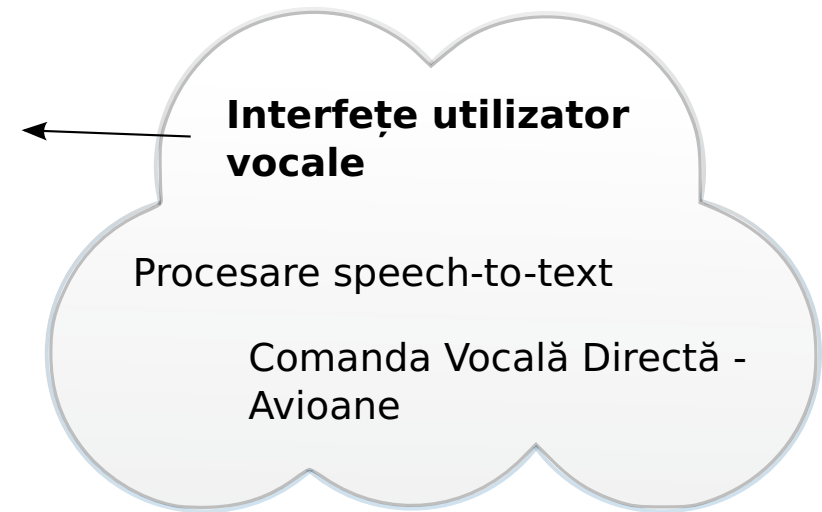 Interfețe utilizator
vocale
Procesare speech-to-text
Comanda Vocală Directă -
Avioane